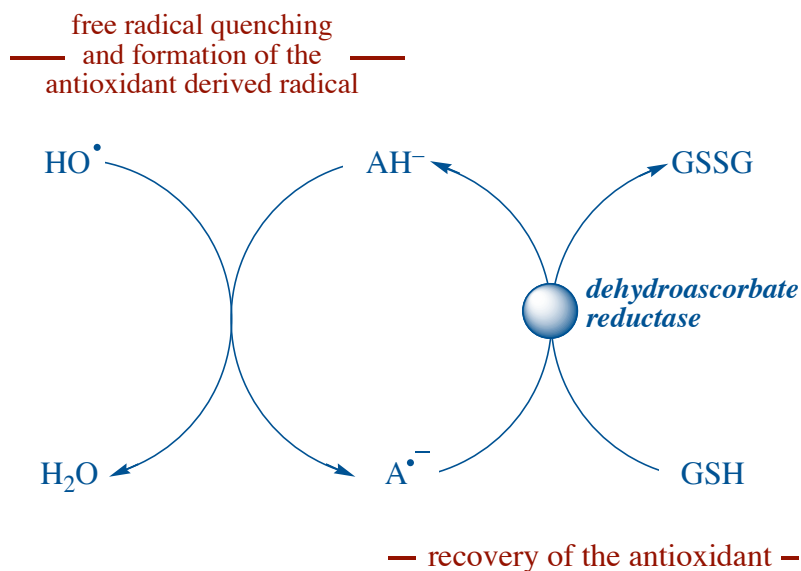 free radical quenching
and formation of the
antioxidant derived radical
HO•
AH⁻
GSSG
dehydroascorbate
reductase
H₂O
A•⁻
GSH
recovery of the antioxidant